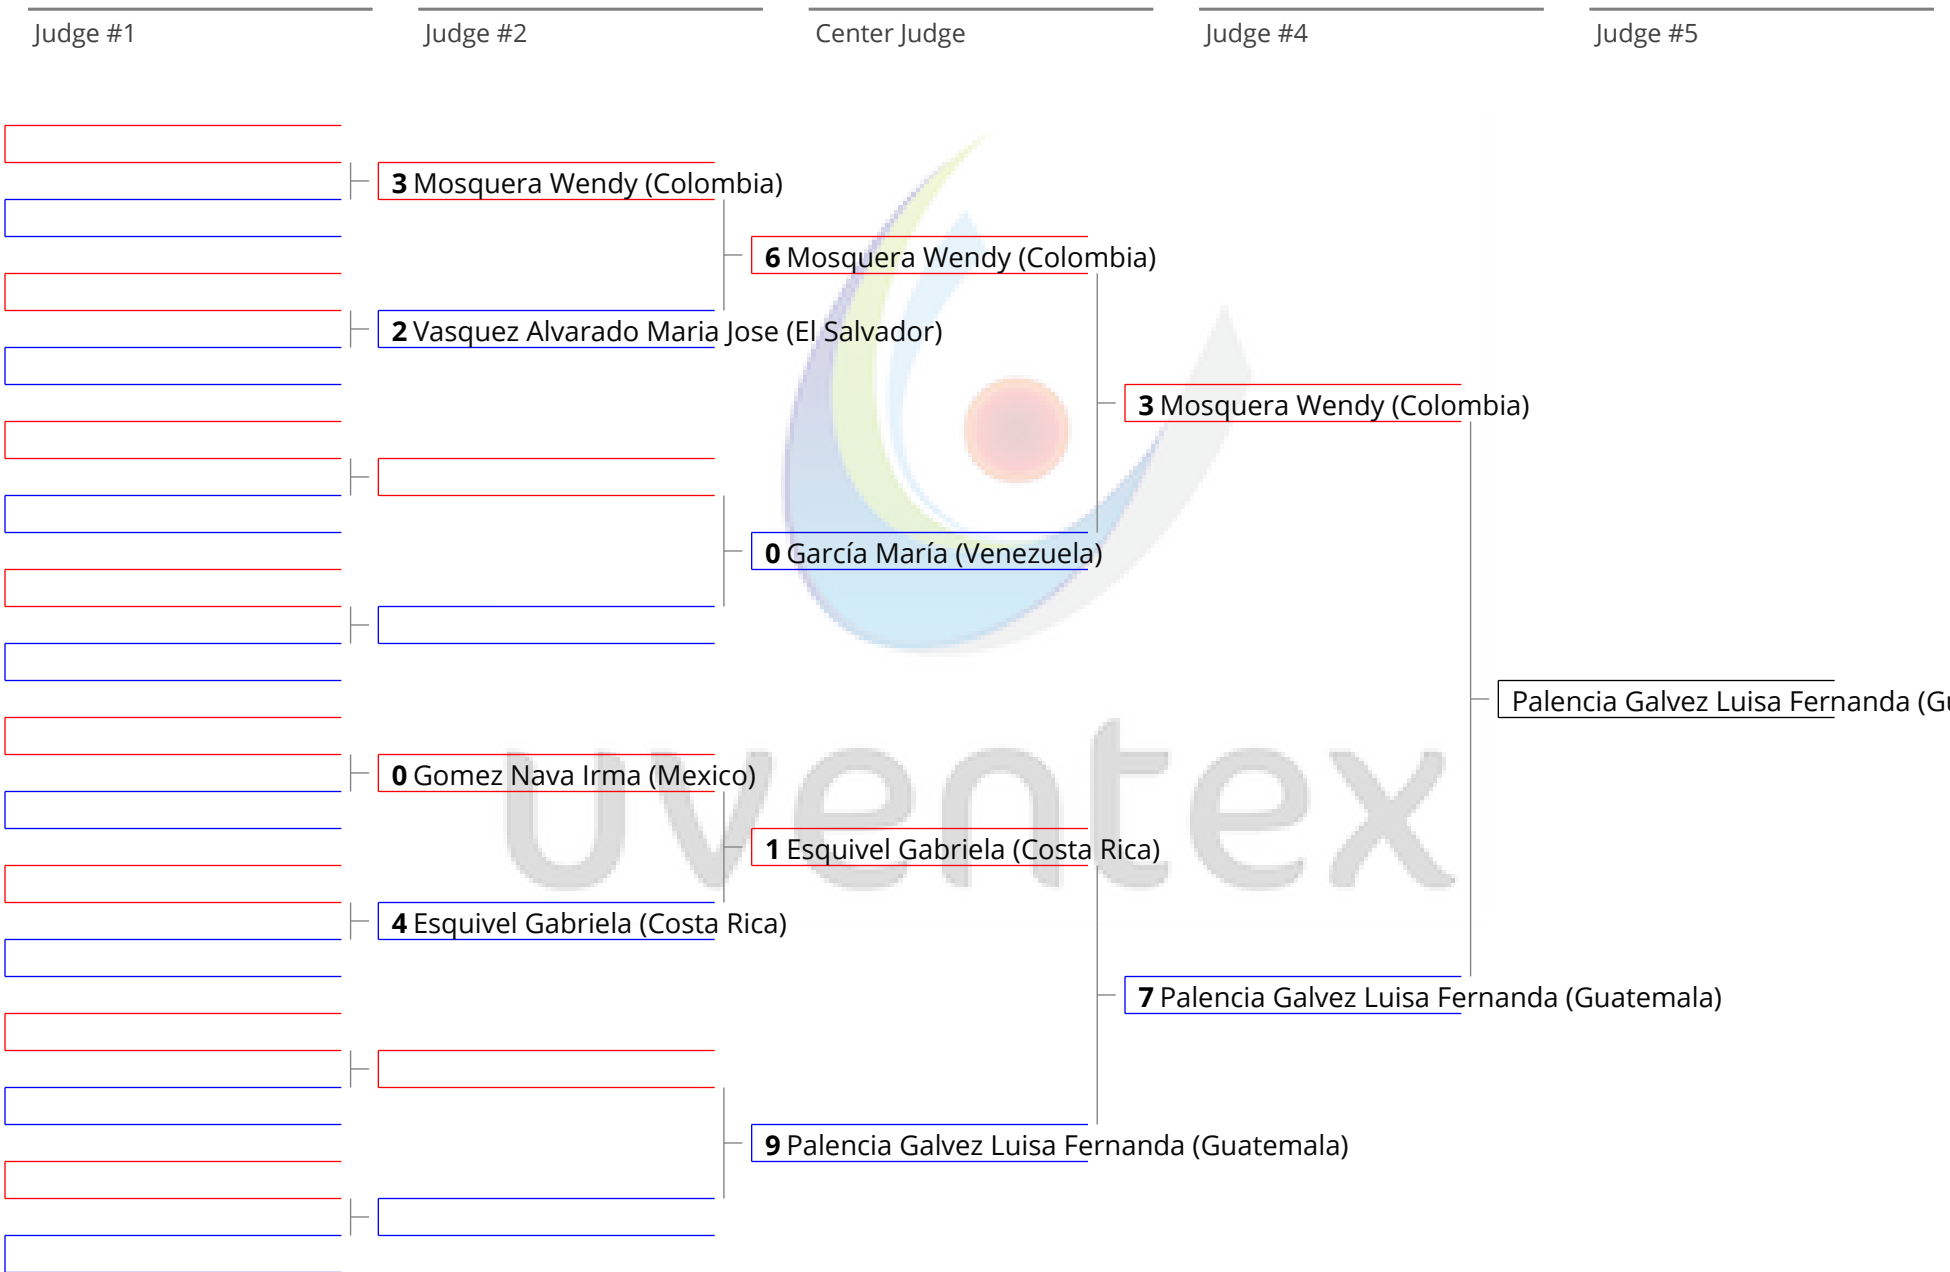 Judge #1
Judge #2
Center Judge
Judge #4
Judge #5
3 Mosquera Wendy (Colombia)
6 Mosquera Wendy (Colombia)
2 Vasquez Alvarado Maria Jose (El Salvador)
3 Mosquera Wendy (Colombia)
0 García María (Venezuela)
Palencia Galvez Luisa Fernanda (Gu
0 Gomez Nava Irma (Mexico)
uventex
1 Esquivel Gabriela (Costa Rica)
4 Esquivel Gabriela (Costa Rica)
7 Palencia Galvez Luisa Fernanda (Guatemala)
9 Palencia Galvez Luisa Fernanda (Guatemala)